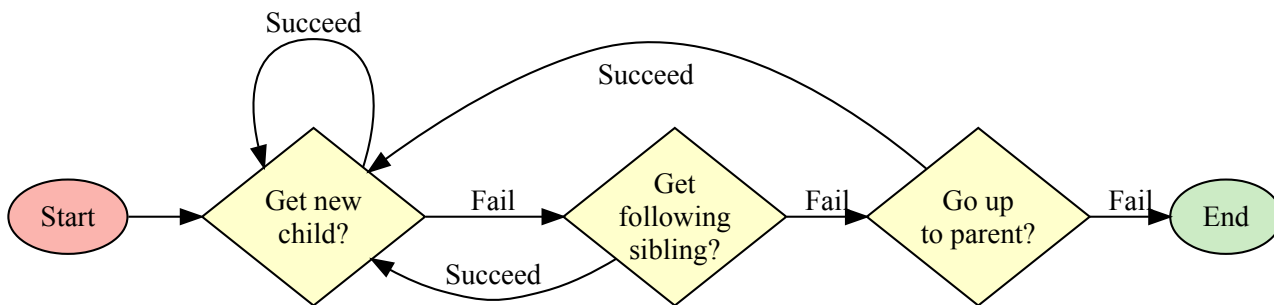 Succeed
Succeed
Start
Get new
child?
Fail
Get
following
sibling?
Fail
Go up
to parent?
Fail
End
Succeed